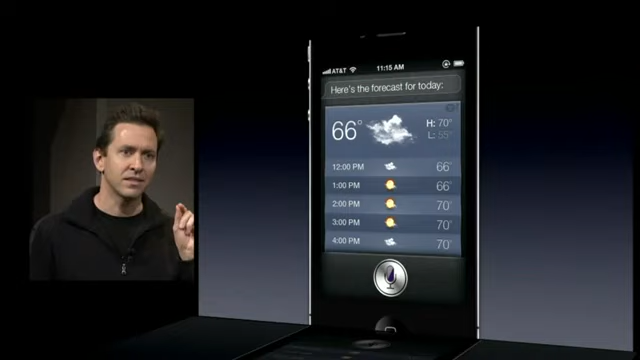 AT&T 11:15 AM
Here's the forecast for today:
66° H: 70°
L: 55°
12:00 PM 66°
1:00 PM 66°
2:00 PM 70°
3:00 PM 70°
4:00 PM 70°